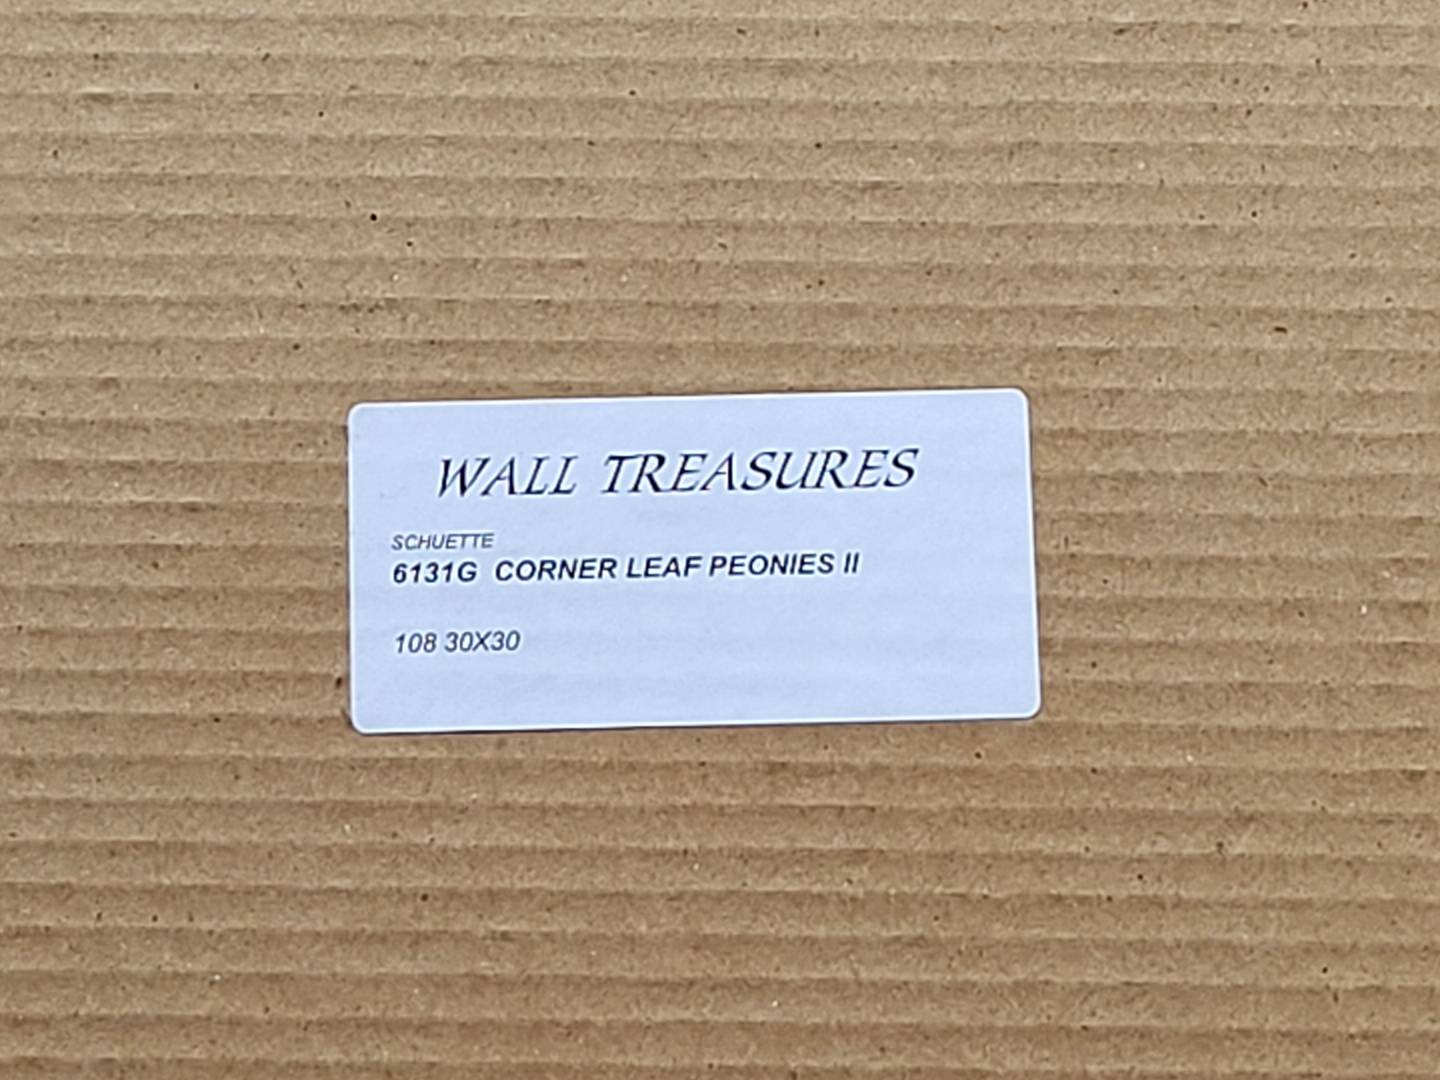 WALL TREASURES
SCHUETTE
6131G CORNER LEAF PEONIES II
108 30X30